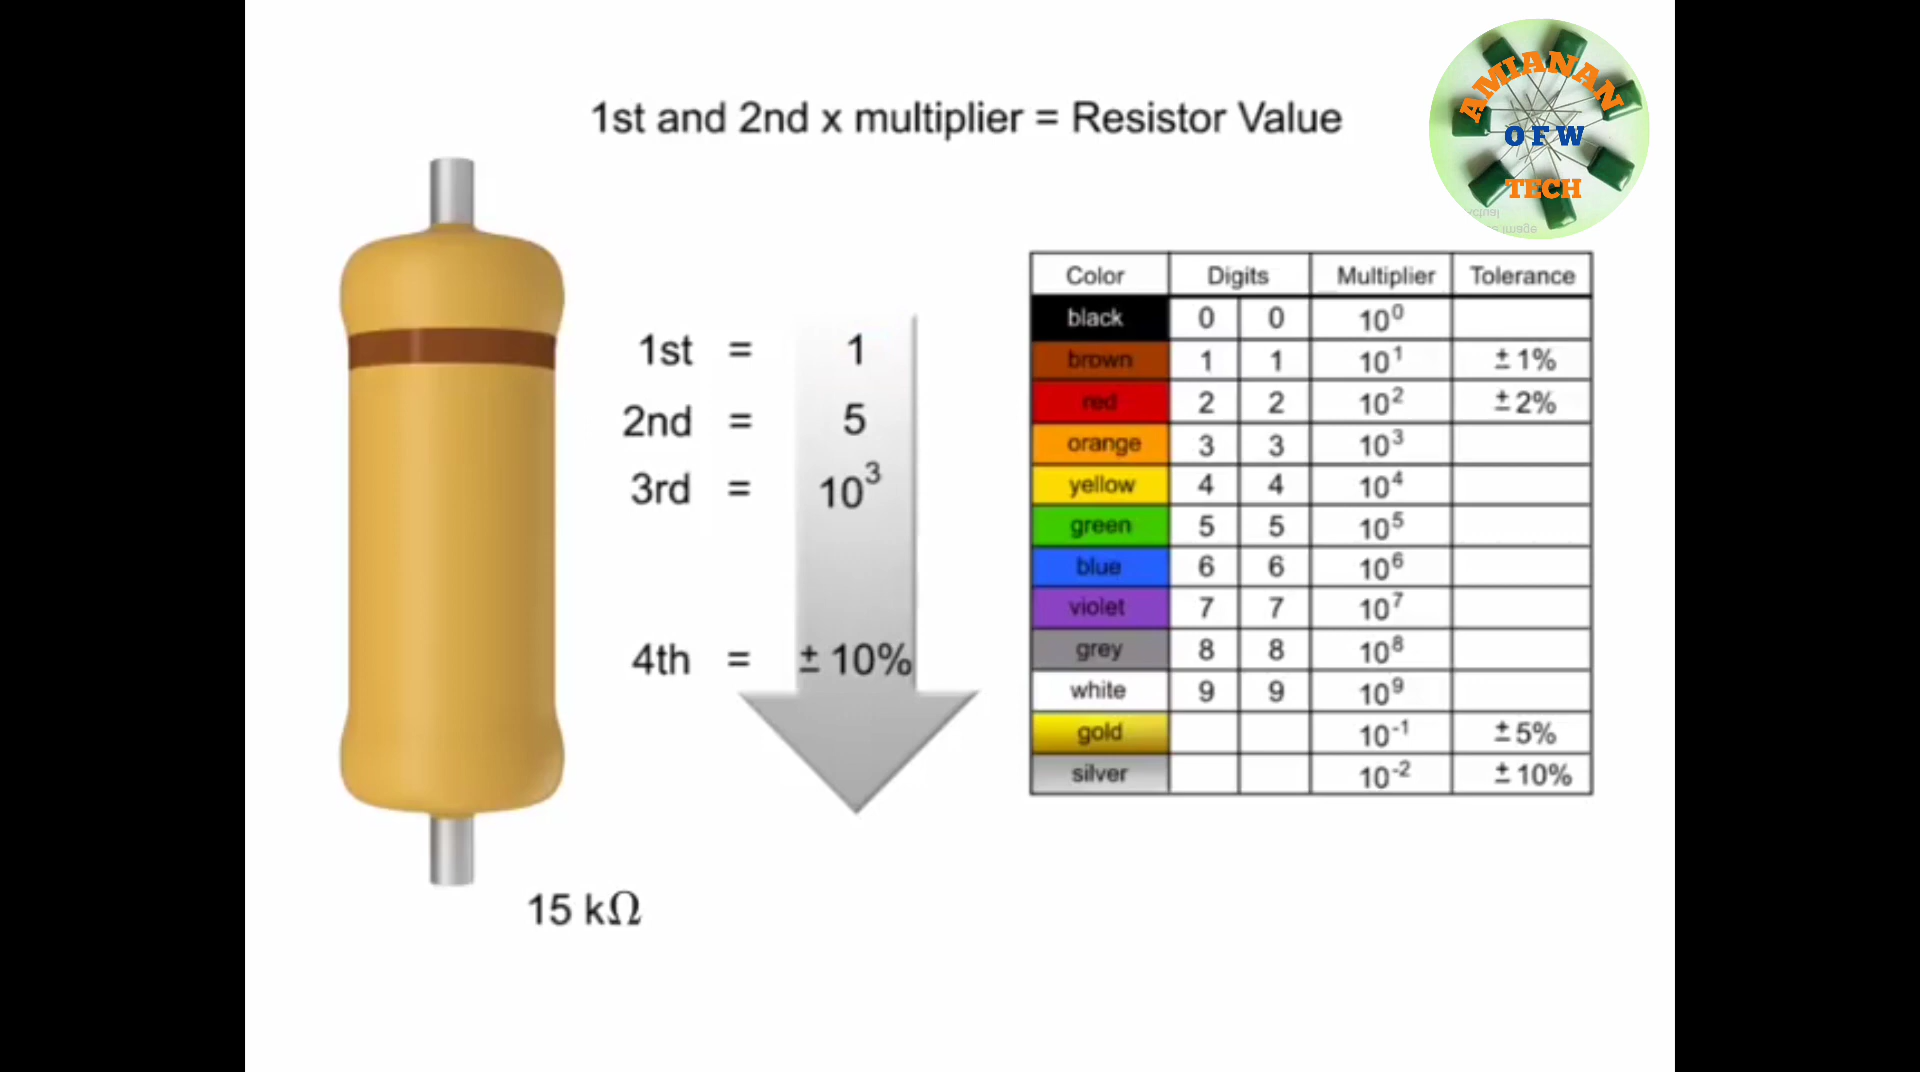 AMIANAN
OFW
TECH
1st and 2nd x multiplier = Resistor Value
1st = 1
2nd = 5
3rd = 10³
4th = ± 10%
15 kΩ
Color Digits Multiplier Tolerance
black 0 0 10⁰
brown 1 1 10¹ ± 1%
red 2 2 10² ± 2%
orange 3 3 10³
yellow 4 4 10⁴
green 5 5 10⁵
blue 6 6 10⁶
violet 7 7 10⁷
grey 8 8 10⁸
white 9 9 10⁹
gold 10⁻¹ ± 5%
silver 10⁻² ± 10%